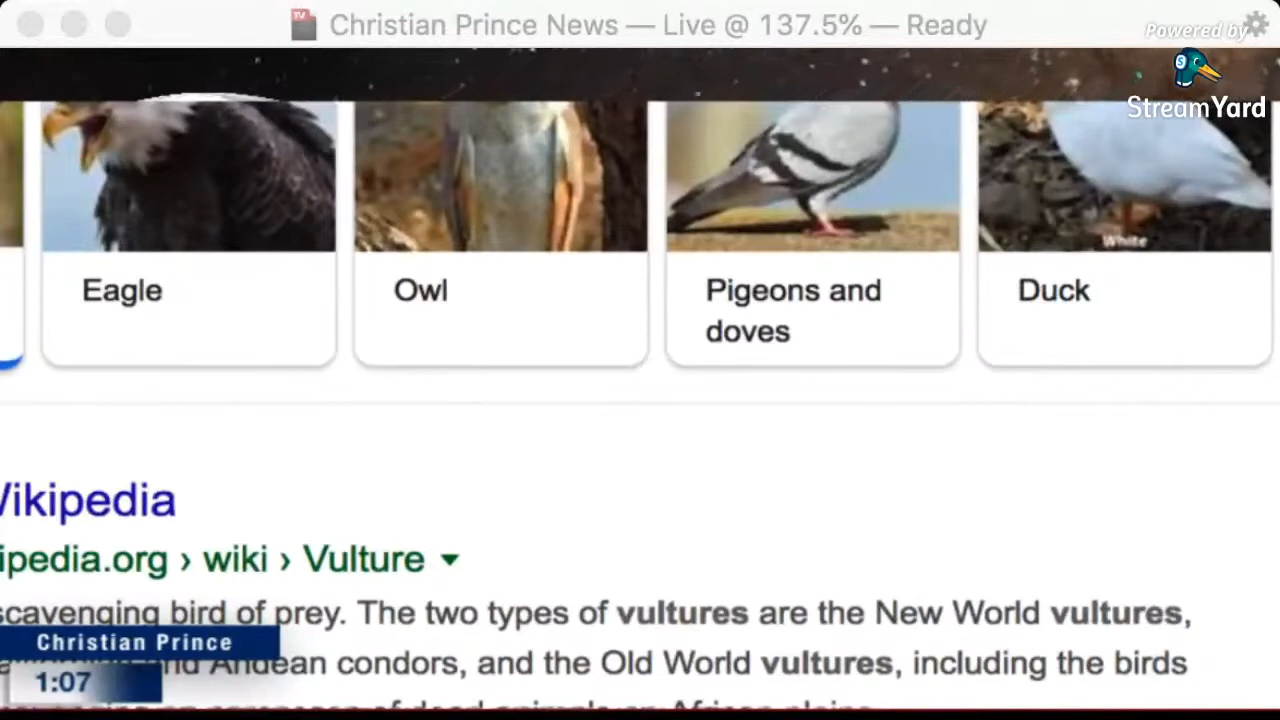 Christian Prince News — Live @ 137.5% — Ready
Powered by
StreamYard
White
Eagle
Owl
Pigeons and
doves
Duck
Wikipedia
ipedia.org › wiki › Vulture
scavenging bird of prey. The two types of vultures are the New World vultures,
Christian Prince
and Andean condors, and the Old World vultures, including the birds
1:07